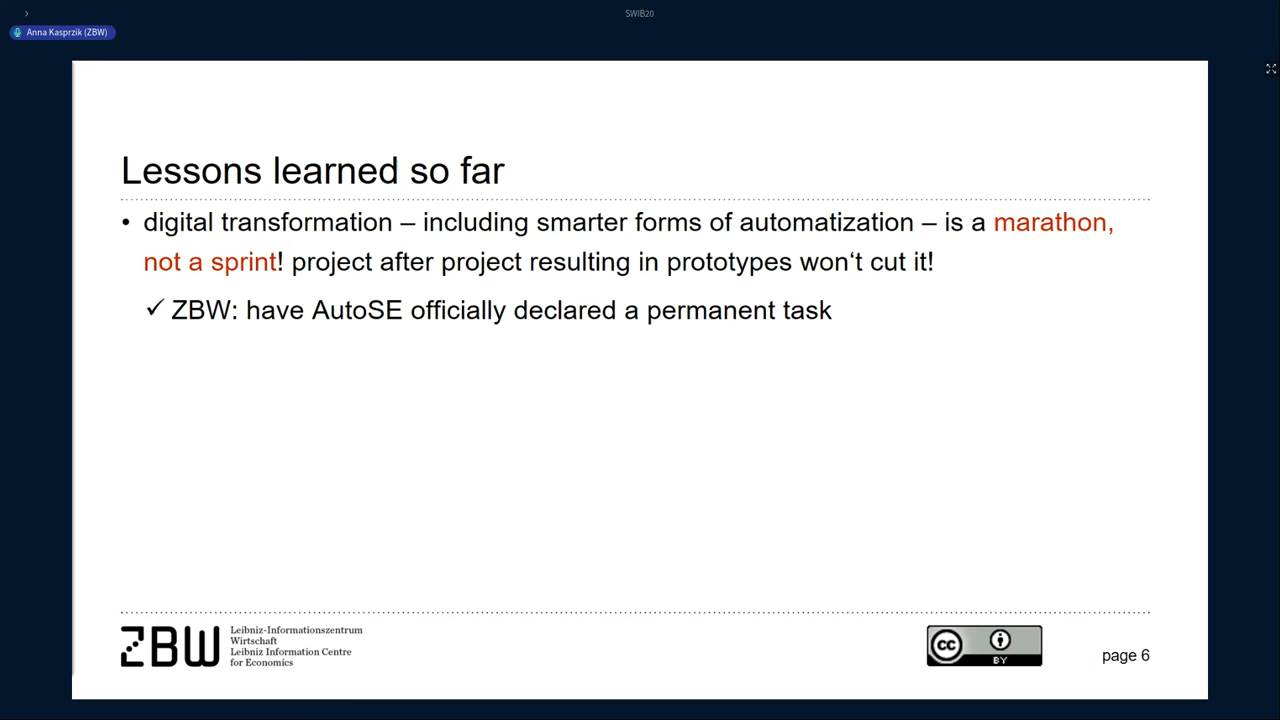 SWIB20
Anna Kasprzik (ZBW)
Lessons learned so far
• digital transformation – including smarter forms of automatization – is a marathon,
not a sprint! project after project resulting in prototypes won‘t cut it!
✓ ZBW: have AutoSE officially declared a permanent task
ZBW
Leibniz-Informationszentrum
Wirtschaft
Leibniz Information Centre
for Economics
cc
BY
page 6